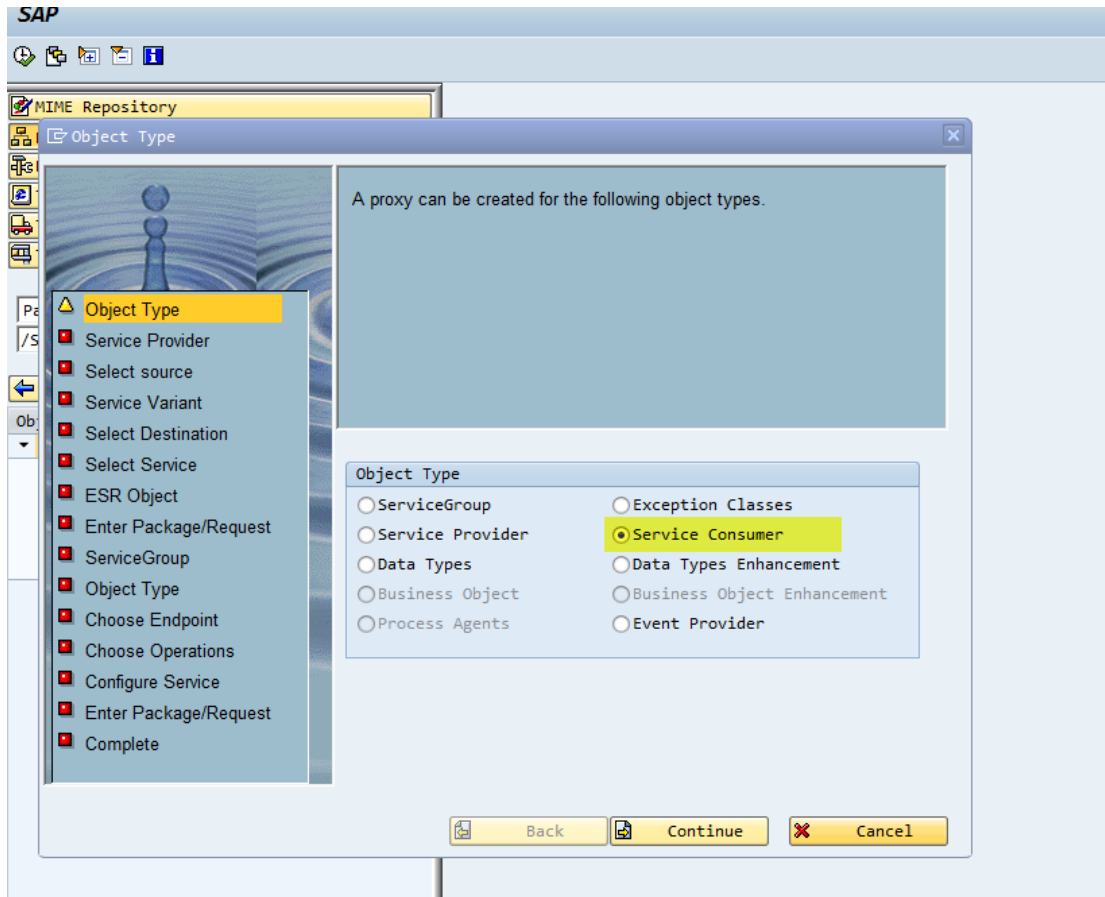 SAP
MIME Repository
Object Type
A proxy can be created for the following object types.
Object Type
Service Provider
Select source
Service Variant
Select Destination
Select Service
ESR Object
Enter Package/Request
ServiceGroup
Object Type
Choose Endpoint
Choose Operations
Configure Service
Enter Package/Request
Complete
Object Type
ServiceGroup Exception Classes
Service Provider Service Consumer
Data Types Data Types Enhancement
Business Object Business Object Enhancement
Process Agents Event Provider
Back Continue Cancel